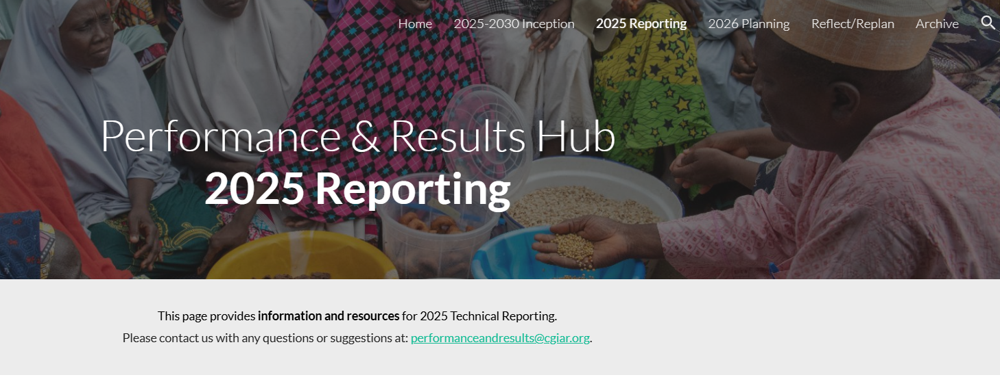 Home 2025-2030 Inception 2025 Reporting 2026 Planning Reflect/Replan Archive
Performance & Results Hub
2025 Reporting
This page provides information and resources for 2025 Technical Reporting.
Please contact us with any questions or suggestions at: performanceandresults@cgiar.org.